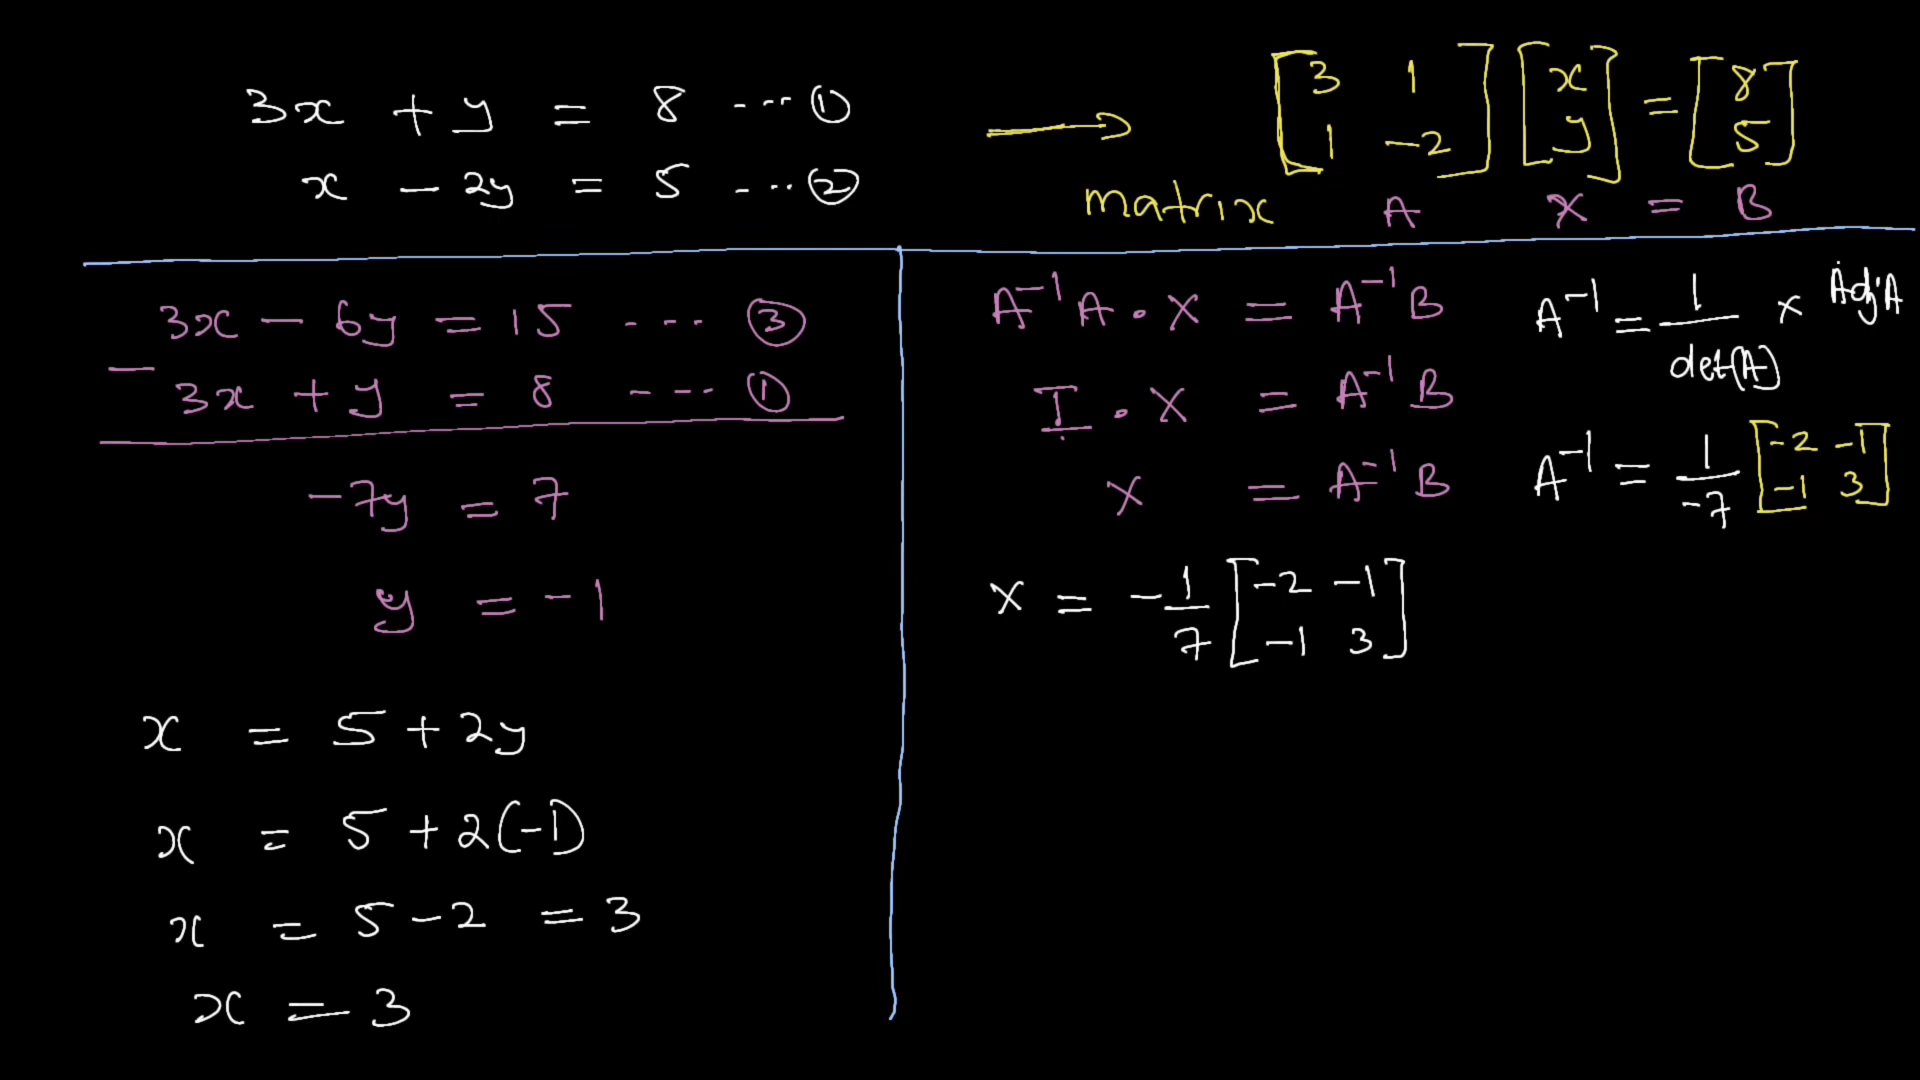 3x + y = 8 ---- ①
x - 2y = 5 --- ②
→ [3 1; 1 -2] [x; y] = [8; 5]
matrix A X = B
3x - 6y = 15 ---- ③
- 3x + y = 8 ---- ①
-7y = 7
y = -1
x = 5 + 2y
x = 5 + 2(-1)
x = 5 - 2 = 3
x = 3
A⁻¹A · X = A⁻¹B
I · X = A⁻¹B
X = A⁻¹B
A⁻¹ = 1/det(A) × AdjA
A⁻¹ = 1/-7 [-2 -1; -1 3]
X = -1/7 [-2 -1; -1 3]